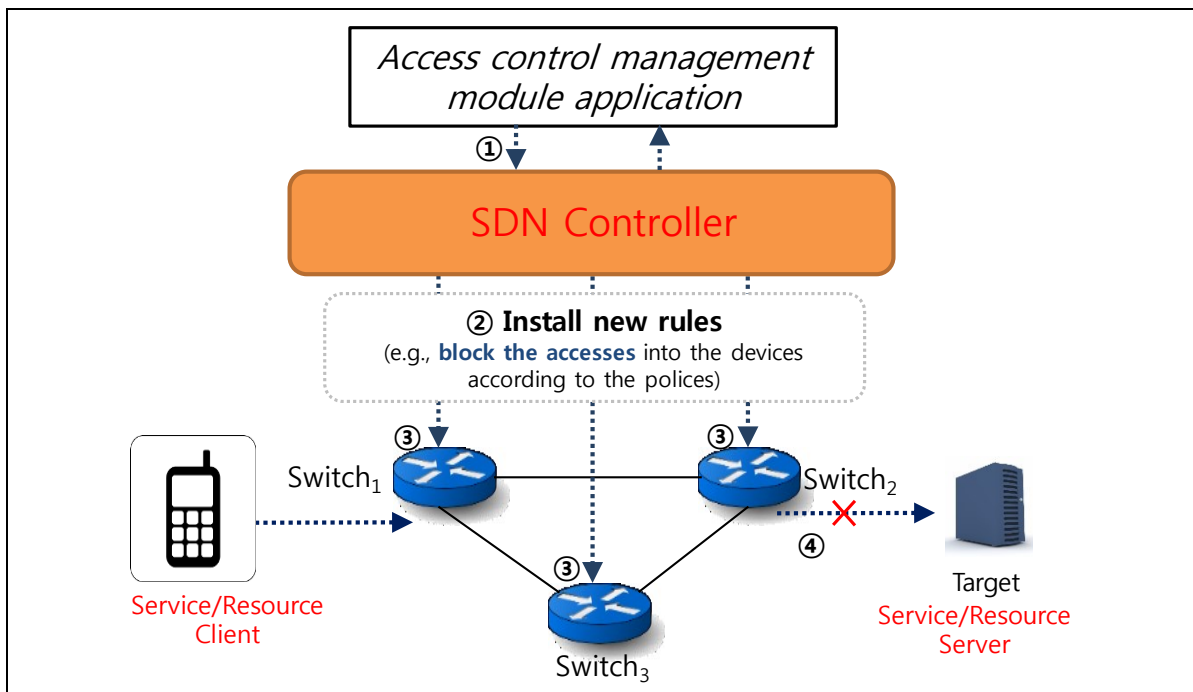 Access control management
module application
①
SDN Controller
② Install new rules
(e.g., block the accesses into the devices
according to the polices)
③
③
Switch₁
Switch₂
④
③
Service/Resource
Client
Target
Service/Resource
Server
Switch₃